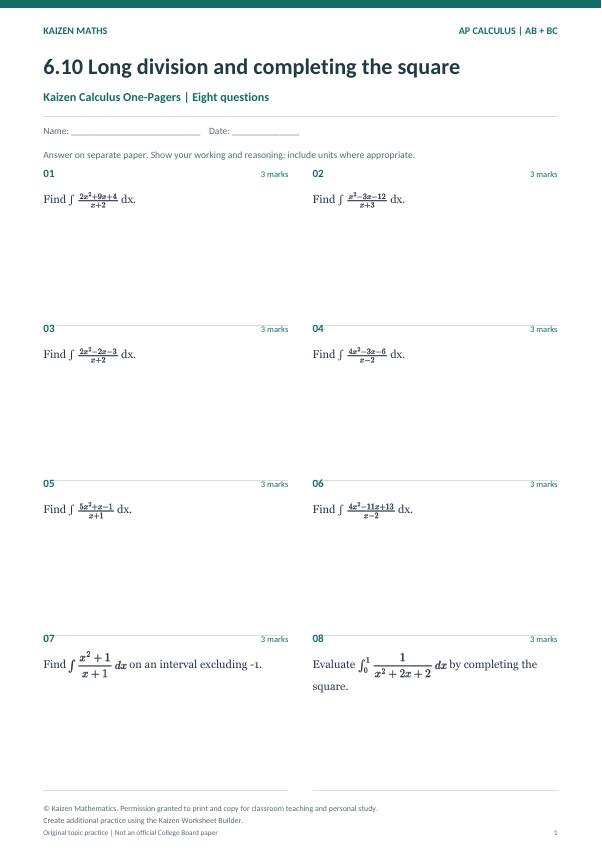 KAIZEN MATHS
AP CALCULUS | AB + BC
6.10 Long division and completing the square
Kaizen Calculus One-Pagers | Eight questions
Name: ____________________________ Date: ______________
Answer on separate paper. Show your working and reasoning; include units where appropriate.
01 3 marks
Find ∫ (2x²+9x+4)/(x+2) dx.
02 3 marks
Find ∫ (x²−3x−12)/(x+3) dx.
03 3 marks
Find ∫ (2x²−2x−3)/(x+2) dx.
04 3 marks
Find ∫ (4x²−3x−6)/(x−2) dx.
05 3 marks
Find ∫ (5x²+x−1)/(x+1) dx.
06 3 marks
Find ∫ (4x²−11x+13)/(x−2) dx.
07 3 marks
Find ∫ (x² + 1)/(x + 1) dx on an interval excluding -1.
08 3 marks
Evaluate ∫₀¹ 1/(x² + 2x + 2) dx by completing the
square.
© Kaizen Mathematics. Permission granted to print and copy for classroom teaching and personal study.
Create additional practice using the Kaizen Worksheet Builder.
Original topic practice | Not an official College Board paper
1